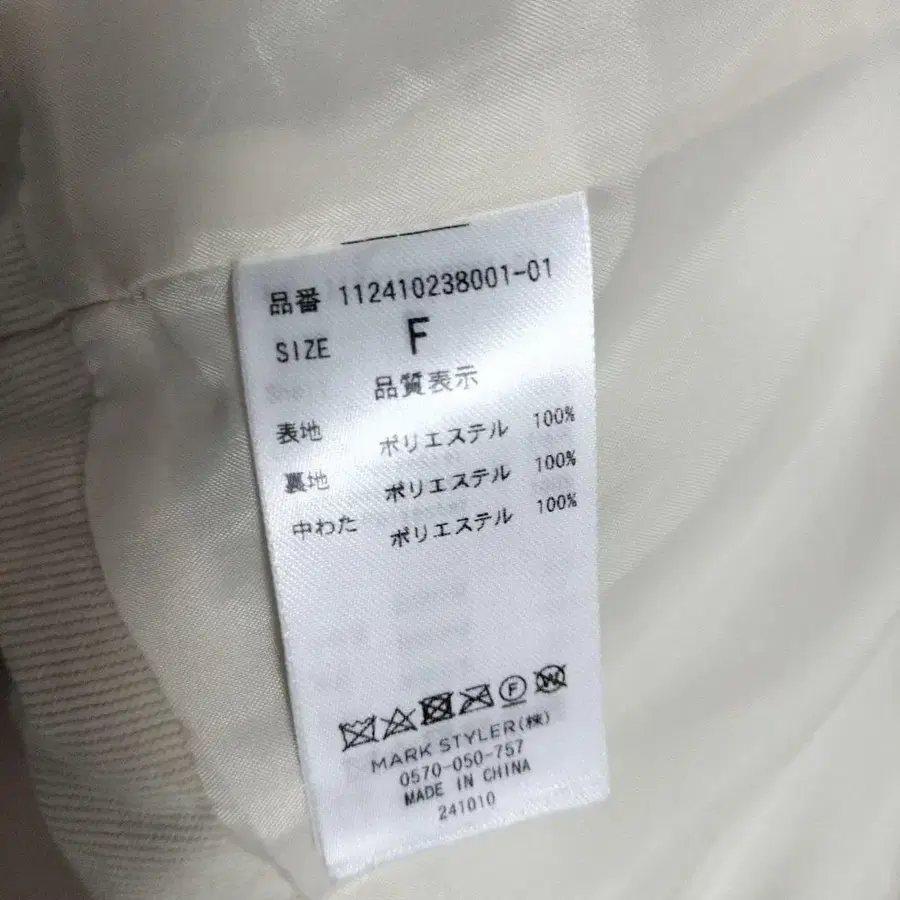 品番 112410238001-01
SIZE F
品質表示
表地 ポリエステル 100%
裏地 ポリエステル 100%
中わた ポリエステル 100%
F W
MARK STYLER(株)
0570-050-757
MADE IN CHINA
241010